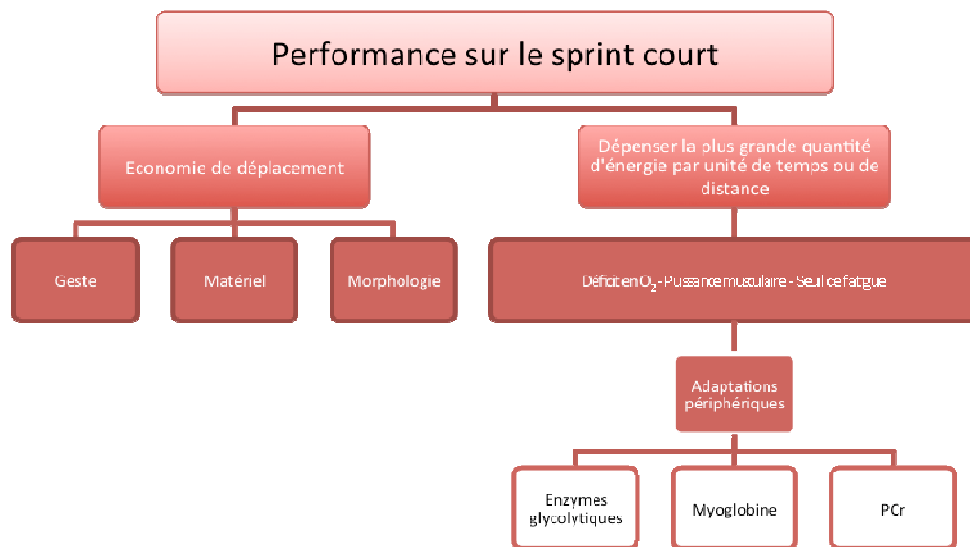 Performance sur le sprint court
Economie de déplacement
Dépenser la plus grande quantité
d'énergie par unité de temps ou de
distance
Geste
Matériel
Morphologie
Déficit en O₂ - Puissance musculaire - Seuil de fatigue
Adaptations
périphériques
Enzymes
glycolytiques
Myoglobine
PCr